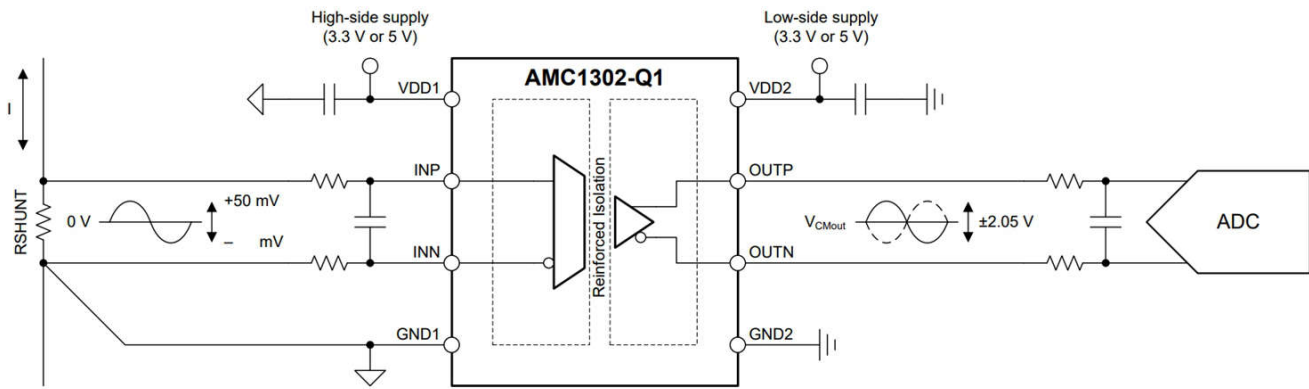 High-side supply
(3.3 V or 5 V)
Low-side supply
(3.3 V or 5 V)
AMC1302-Q1
VDD1
VDD2
I
INP
OUTP
RSHUNT
0 V
+50 mV
– mV
Reinforced Isolation
VCMout
±2.05 V
ADC
INN
OUTN
GND1
GND2